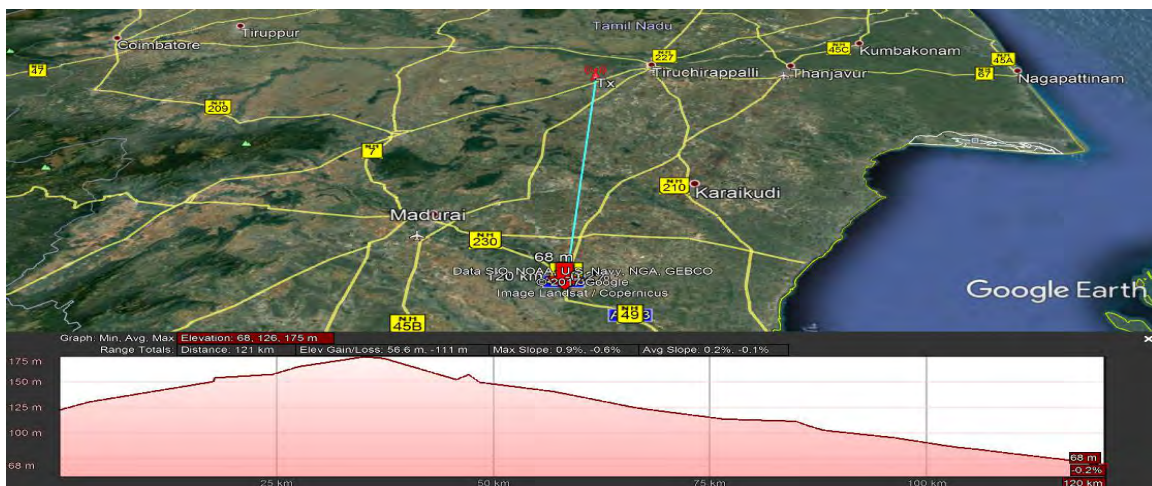 Tamil Nadu
Coimbatore
Tiruppur
NH 47
NH 209
NH 7
NH 227
Tx
Tiruchirappalli
NH 45C
Kumbakonam
Thanjavur
NH 67
NH 45A
Nagapattinam
NH 210
Karaikudi
Madurai
NH 230
68 m
Data SIO, NOAA, U.S. Navy, NGA, GEBCO
120 km
© 2017 Google
Image Landsat / Copernicus
NH 45B
NH 49
Google Earth
Graph: Min, Avg, Max Elevation: 68, 126, 175 m
Range Totals: Distance: 121 km Elev Gain/Loss: 56.6 m, -111 m Max Slope: 0.9%, -0.6% Avg Slope: 0.2%, -0.1%
175 m
150 m
125 m
100 m
68 m
68 m
-0.2%
25 km
50 km
75 km
100 km
120 km